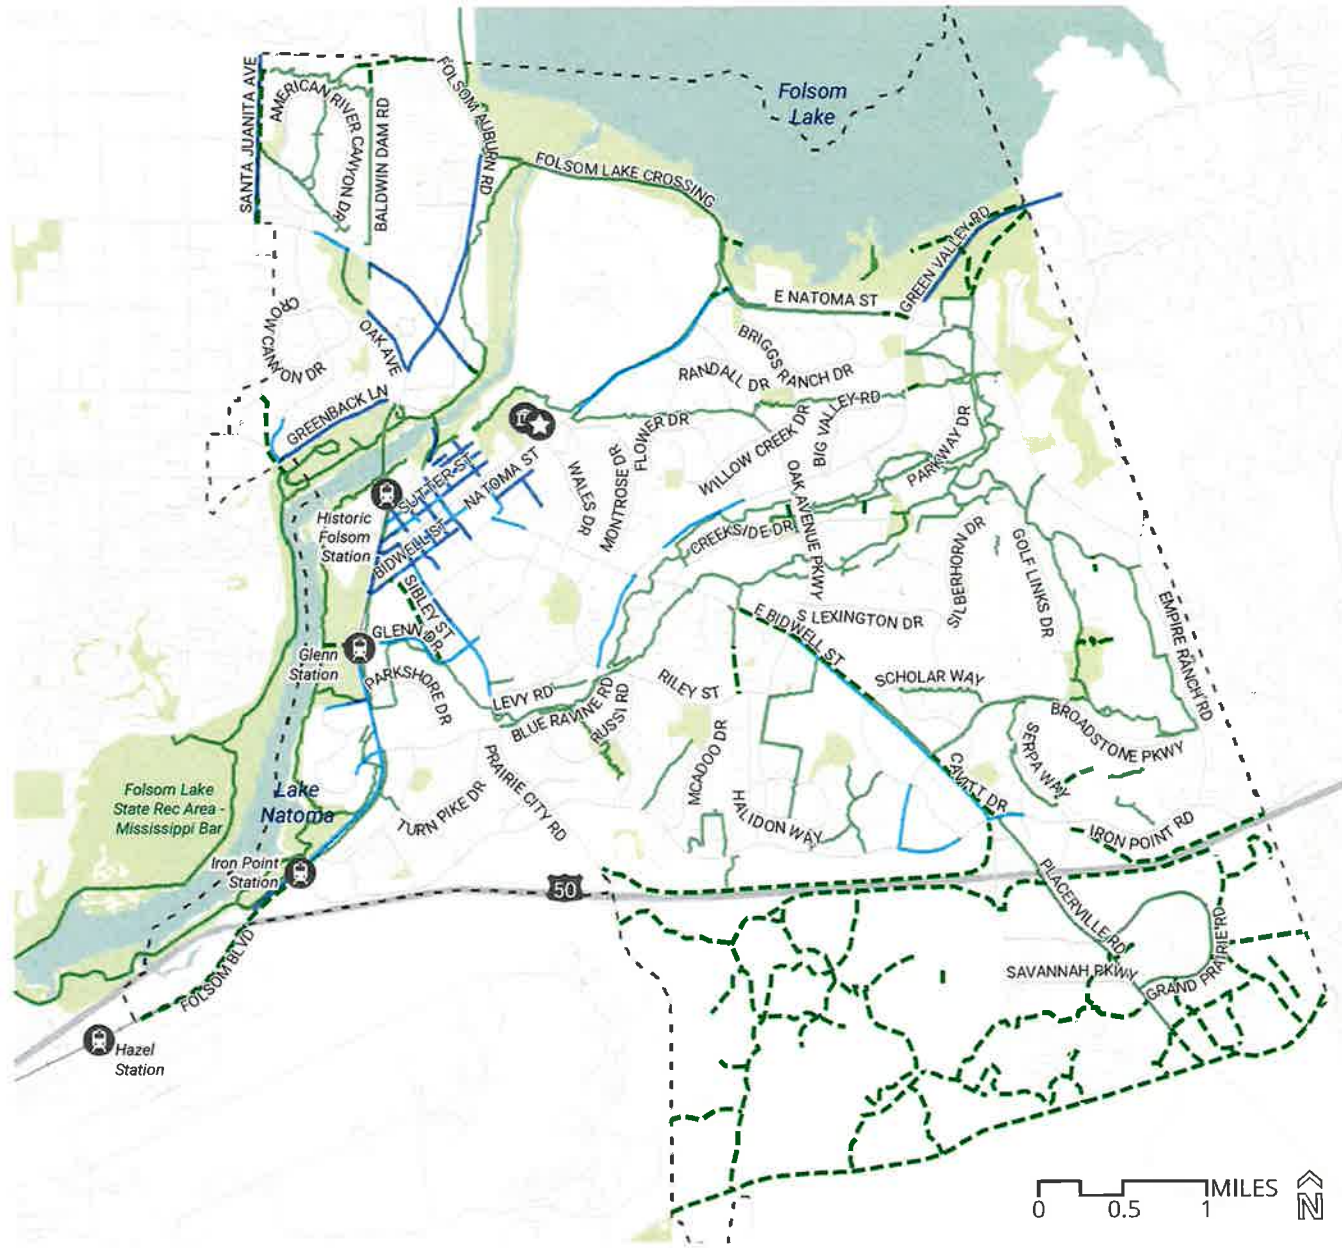 SANTA JUANITA AVE
AMERICAN RIVER CANYON DR
BALDWIN DAM RD
FOLSOM AUBURN RD
Folsom
Lake
FOLSOM LAKE CROSSING
GREEN VALLEY RD
E NATOMA ST
CROW CANYON DR
OAK AVE
GREENBACK LN
BRIGGS RANCH DR
RANDALL DR
BIG VALLEY RD
FLOWER DR
WILLOW CREEK DR
PARKWAY DR
MONTROSE DR
WALES DR
OAK AVENUE PKWY
SUTTER ST
NATOMA ST
Historic
Folsom
Station
BIDWELL ST
CREEKSIDE DR
SILBERHORN DR
GOLF LINKS DR
EMPIRE RANCH RD
SIBLEY ST
GLENN DR
Glenn
Station
E BIDWELL ST
S LEXINGTON DR
PARKSHORE DR
LEVY RD
BLUE RAVINE RD
RUSSI RD
RILEY ST
SCHOLAR WAY
BROADSTONE PKWY
SERPA WAY
MCADOO DR
PRAIRIE CITY RD
TURN PIKE DR
HALIDON WAY
CAVITT DR
IRON POINT RD
Folsom Lake
State Rec Area -
Mississippi Bar
Lake
Natoma
Iron Point
Station
50
PLACERVILLE RD
GRAND PRAIRIE RD
SAVANNAH PKWY
FOLSOM BLVD
Hazel
Station
MILES
0 0.5 1
N